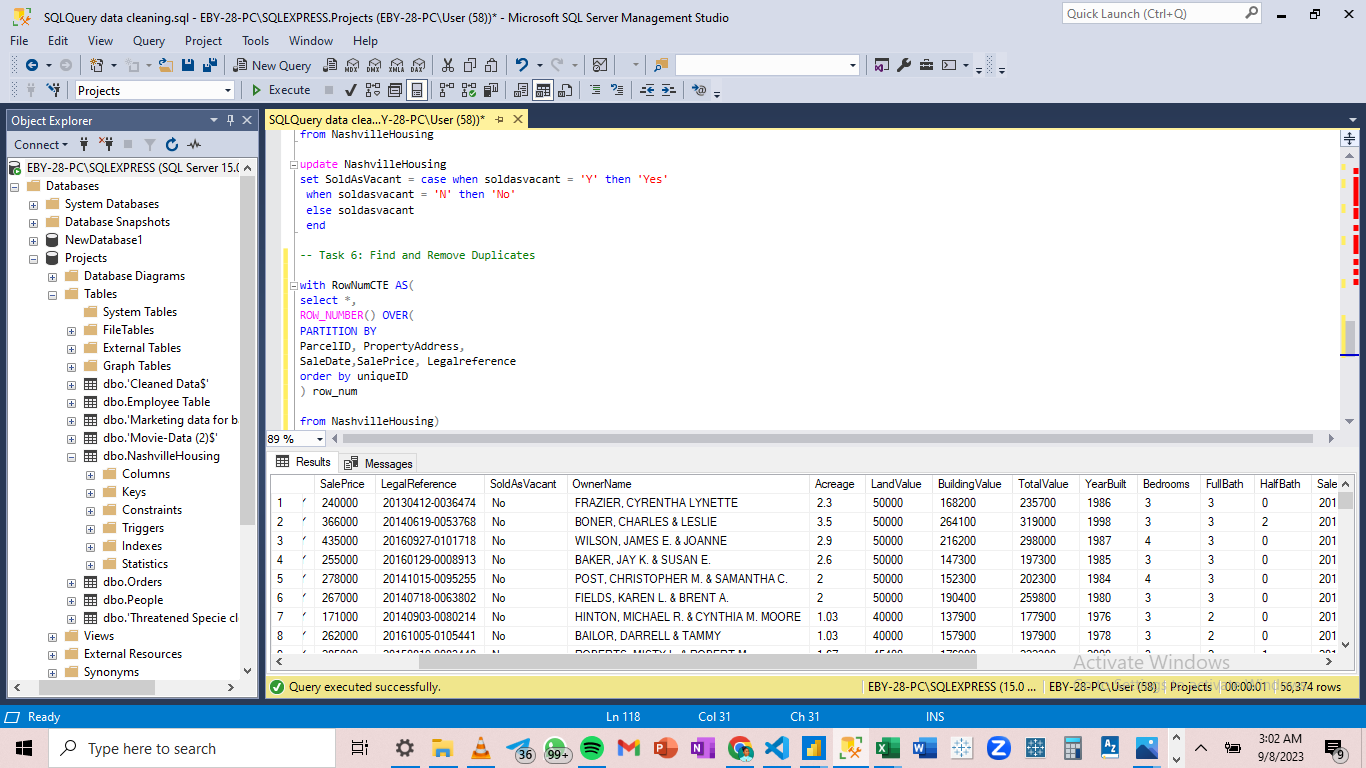 SQLQuery data cleaning.sql - EBY-28-PC\SQLEXPRESS.Projects (EBY-28-PC\User (58))* - Microsoft SQL Server Management Studio
Quick Launch (Ctrl+Q)
File Edit View Query Project Tools Window Help
New Query MDX DMX XMLA DAX
Projects Execute
Object Explorer
Connect
EBY-28-PC\SQLEXPRESS (SQL Server 15.0
Databases
System Databases
Database Snapshots
NewDatabase1
Projects
Database Diagrams
Tables
System Tables
FileTables
External Tables
Graph Tables
dbo.'Cleaned Data$'
dbo.Employee Table
dbo.'Marketing data for b
dbo.'Movie-Data (2)$'
dbo.NashvilleHousing
Columns
Keys
Constraints
Triggers
Indexes
Statistics
dbo.Orders
dbo.People
dbo.'Threatened Specie cl
Views
External Resources
Synonyms
SQLQuery data clea...Y-28-PC\User (58))*
from NashvilleHousing
update NashvilleHousing
set SoldAsVacant = case when soldasvacant = 'Y' then 'Yes'
when soldasvacant = 'N' then 'No'
else soldasvacant
end
-- Task 6: Find and Remove Duplicates
with RowNumCTE AS(
select *,
ROW_NUMBER() OVER(
PARTITION BY
ParcelID, PropertyAddress,
SaleDate,SalePrice, Legalreference
order by uniqueID
) row_num
from NashvilleHousing)
89 %
Results Messages
SalePrice LegalReference SoldAsVacant OwnerName Acreage LandValue BuildingValue TotalValue YearBuilt Bedrooms FullBath HalfBath Sale
1 240000 20130412-0036474 No FRAZIER, CYRENTHA LYNETTE 2.3 50000 168200 235700 1986 3 3 0 201
2 366000 20140619-0053768 No BONER, CHARLES & LESLIE 3.5 50000 264100 319000 1998 3 3 2 201
3 435000 20160927-0101718 No WILSON, JAMES E. & JOANNE 2.9 50000 216200 298000 1987 4 3 0 201
4 255000 20160129-0008913 No BAKER, JAY K. & SUSAN E. 2.6 50000 147300 197300 1985 3 3 0 201
5 278000 20141015-0095255 No POST, CHRISTOPHER M. & SAMANTHA C. 2 50000 152300 202300 1984 4 3 0 201
6 267000 20140718-0063802 No FIELDS, KAREN L. & BRENT A. 2 50000 190400 259800 1980 3 3 0 201
7 171000 20140903-0080214 No HINTON, MICHAEL R. & CYNTHIA M. MOORE 1.03 40000 137900 177900 1976 3 2 0 201
8 262000 20161005-0105441 No BAILOR, DARRELL & TAMMY 1.03 40000 157900 197900 1978 3 2 0 201
Activate Windows
Query executed successfully. EBY-28-PC\SQLEXPRESS (15.0 ... EBY-28-PC\User (58) Projects 00:00:01 56,374 rows
Ready Ln 118 Col 31 Ch 31 INS
Type here to search 36 99+ 3:02 AM
9/8/2023 9